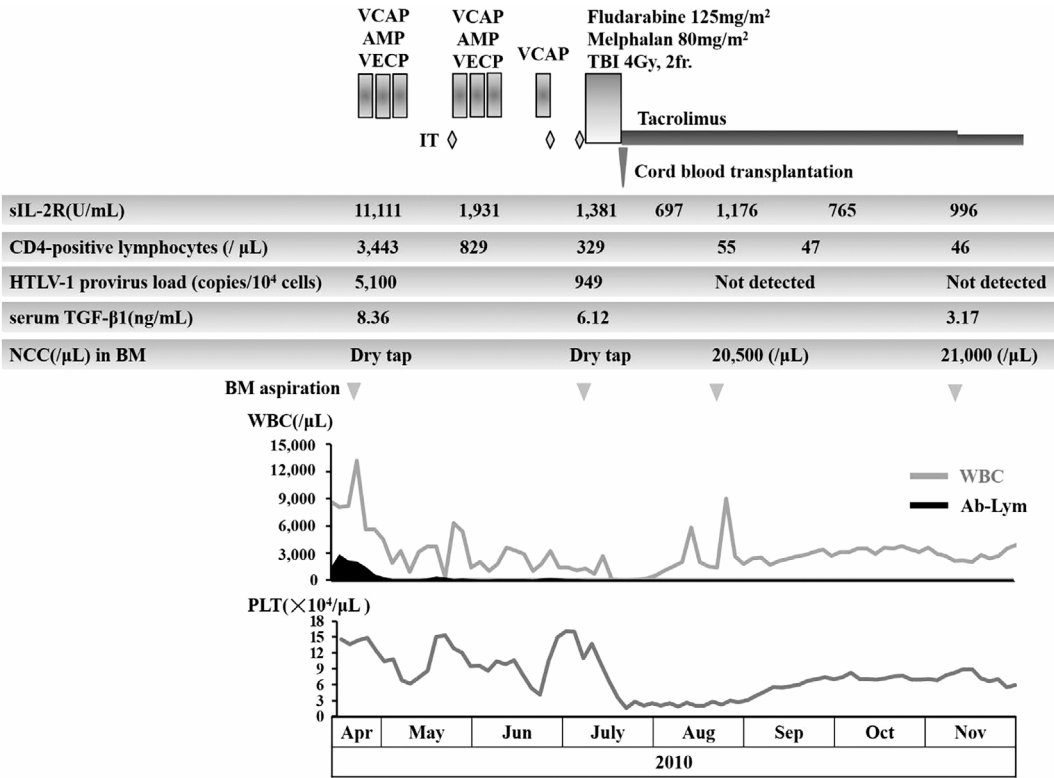 VCAP
AMP
VECP
VCAP
AMP
VECP
VCAP
Fludarabine 125mg/m²
Melphalan 80mg/m²
TBI 4Gy, 2fr.
IT
Tacrolimus
Cord blood transplantation
sIL-2R(U/mL) 11,111 1,931 1,381 697 1,176 765 996
CD4-positive lymphocytes (/ μL) 3,443 829 329 55 47 46
HTLV-1 provirus load (copies/10⁴ cells) 5,100 949 Not detected Not detected
serum TGF-β1(ng/mL) 8.36 6.12 3.17
NCC(/μL) in BM Dry tap Dry tap 20,500 (/μL) 21,000 (/μL)
BM aspiration
WBC(/μL)
15,000
12,000
9,000
6,000
3,000
0
WBC
Ab-Lym
PLT(×10⁴/μL )
18
15
12
9
6
3
0
Apr May Jun July Aug Sep Oct Nov
2010